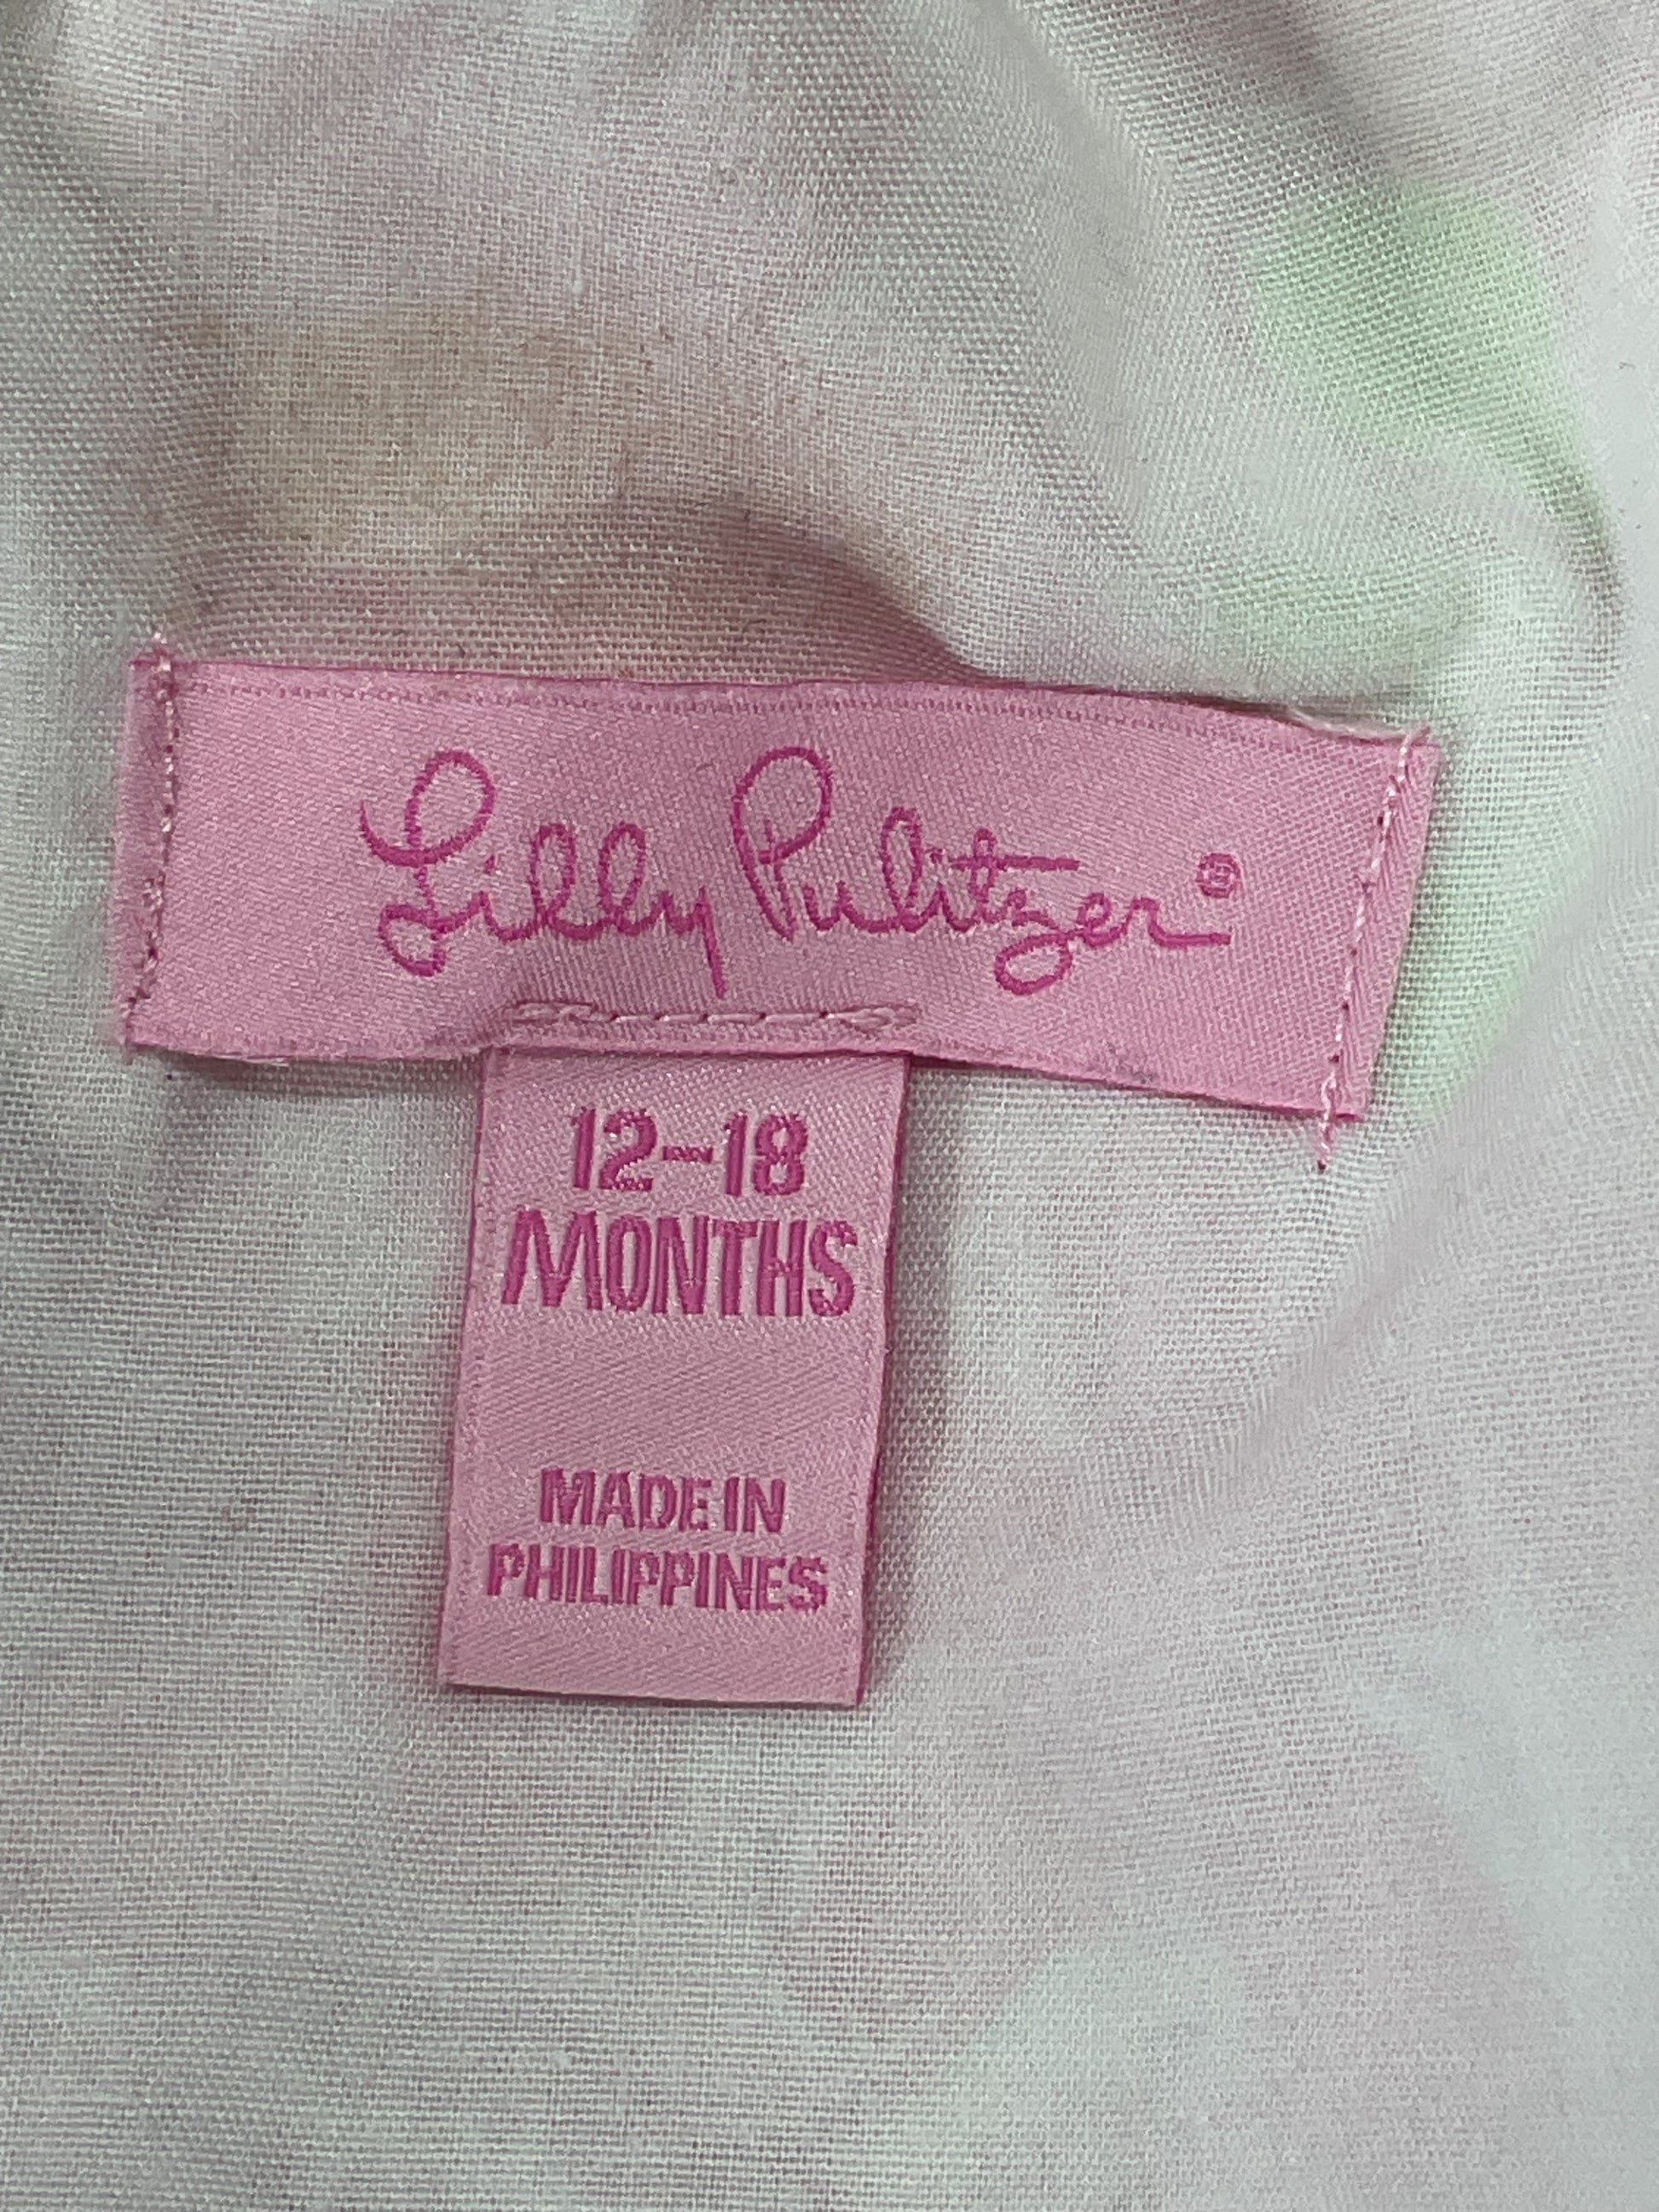 Lilly Pulitzer®
12-18
MONTHS
MADE IN
PHILIPPINES